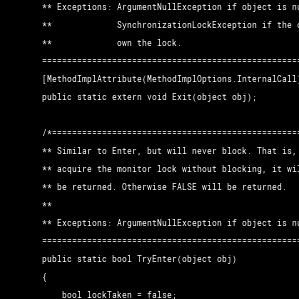 ** Exceptions: ArgumentNullException if object is
** SynchronizationLockException if the
** own the lock.
=====================================================
[MethodImplAttribute(MethodImplOptions.InternalCall
public static extern void Exit(object obj);
/*===================================================
** Similar to Enter, but will never block. That is,
** acquire the monitor lock without blocking, it
** be returned. Otherwise FALSE will be returned.
**
** Exceptions: ArgumentNullException if object is
=====================================================
public static bool TryEnter(object obj)
{
bool lockTaken = false;